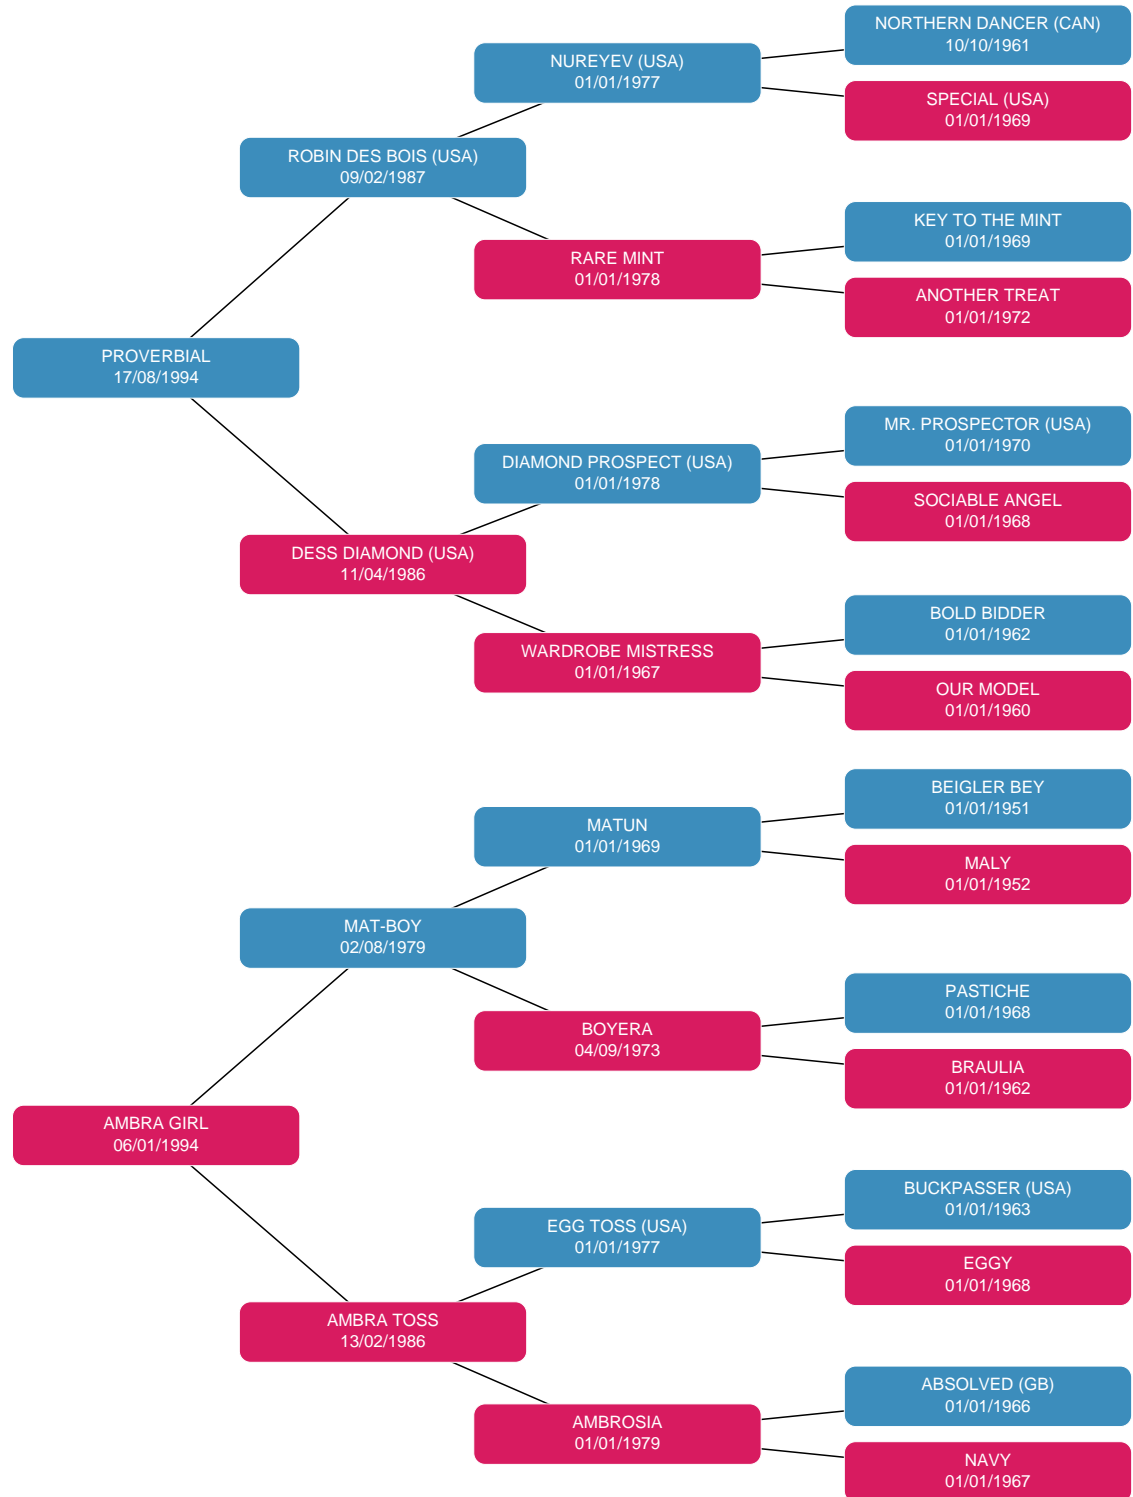 NORTHERN DANCER (CAN)
10/10/1961
NUREYEV (USA)
01/01/1977
SPECIAL (USA)
01/01/1969
ROBIN DES BOIS (USA)
09/02/1987
KEY TO THE MINT
01/01/1969
RARE MINT
01/01/1978
ANOTHER TREAT
01/01/1972
PROVERBIAL
17/08/1994
MR. PROSPECTOR (USA)
01/01/1970
DIAMOND PROSPECT (USA)
01/01/1978
SOCIABLE ANGEL
01/01/1968
DESS DIAMOND (USA)
11/04/1986
BOLD BIDDER
01/01/1962
WARDROBE MISTRESS
01/01/1967
OUR MODEL
01/01/1960
BEIGLER BEY
01/01/1951
MATUN
01/01/1969
MALY
01/01/1952
MAT-BOY
02/08/1979
PASTICHE
01/01/1968
BOYERA
04/09/1973
BRAULIA
01/01/1962
AMBRA GIRL
06/01/1994
BUCKPASSER (USA)
01/01/1963
EGG TOSS (USA)
01/01/1977
EGGY
01/01/1968
AMBRA TOSS
13/02/1986
ABSOLVED (GB)
01/01/1966
AMBROSIA
01/01/1979
NAVY
01/01/1967